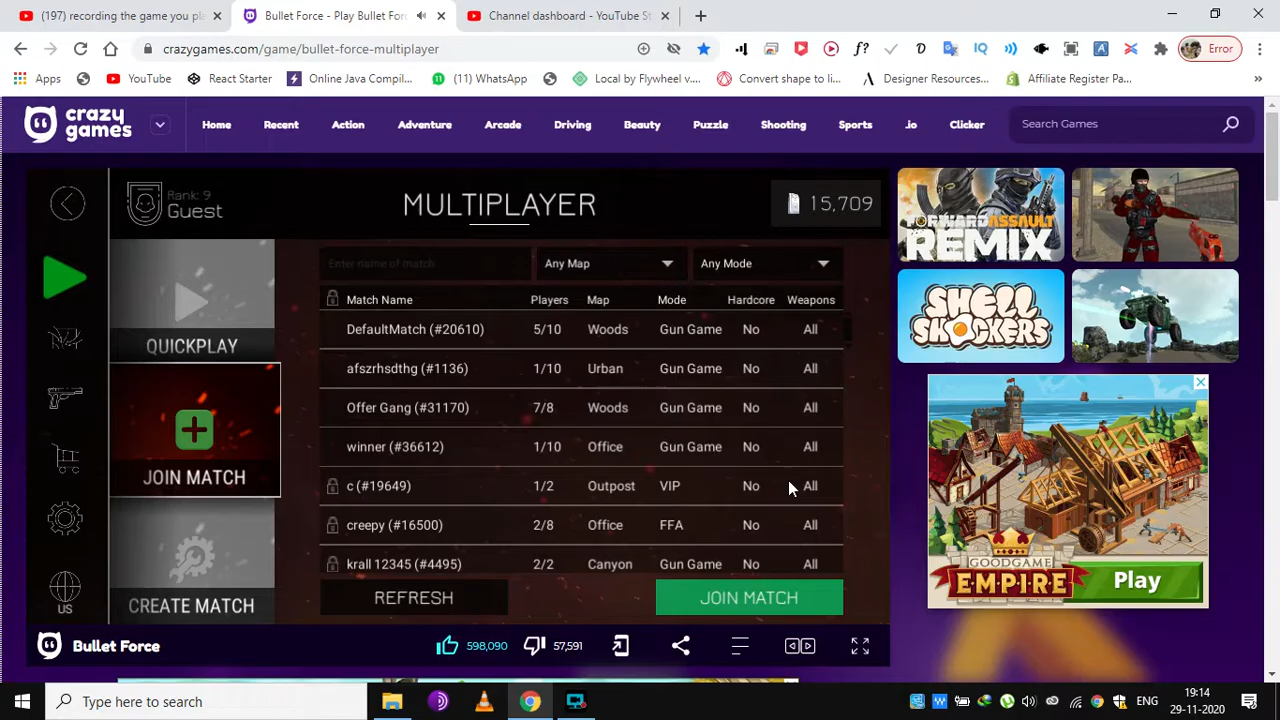 (197) recording the game you pl
Bullet Force - Play Bullet Forc
Channel dashboard - YouTube St
crazygames.com/game/bullet-force-multiplayer
Error
Apps
YouTube
React Starter
Online Java Compil...
(11) WhatsApp
Local by Flywheel v...
Convert shape to li...
Designer Resources...
Affiliate Register Pa...
crazy games
Home
Recent
Action
Adventure
Arcade
Driving
Beauty
Puzzle
Shooting
Sports
.io
Clicker
Search Games
Rank: 9
Guest
MULTIPLAYER
15,709
Enter name of match
Any Map
Any Mode
Match Name Players Map Mode Hardcore Weapons
DefaultMatch (#20610) 5/10 Woods Gun Game No All
afszrhsdthg (#1136) 1/10 Urban Gun Game No All
Offer Gang (#31170) 7/8 Woods Gun Game No All
winner (#36612) 1/10 Office Gun Game No All
c (#19649) 1/2 Outpost VIP No All
creepy (#16500) 2/8 Office FFA No All
khall 12345 (#4495) 2/2 Canyon Gun Game No All
QUICKPLAY
JOIN MATCH
CREATE MATCH
US
REFRESH
JOIN MATCH
FORWARD ASSAULT
REMIX
SHELL
SHOCKERS
GOODGAME
EMPIRE
Play
Bullet Force
598,090
57,591
Type here to search
ENG
19:14
29-11-2020